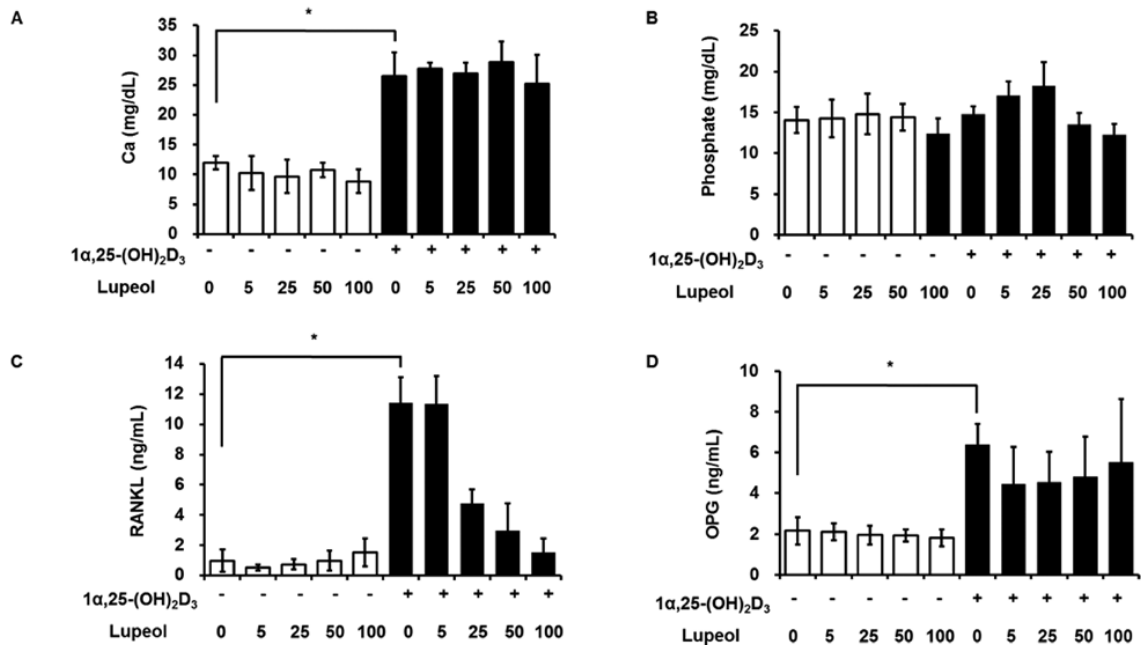 A
*
Ca (mg/dL)
35
30
25
20
15
10
5
0
1α,25-(OH)₂D₃ - - - - - + + + + +
Lupeol 0 5 25 50 100 0 5 25 50 100
B
Phosphate (mg/dL)
25
20
15
10
5
0
1α,25-(OH)₂D₃ - - - - - + + + + +
Lupeol 0 5 25 50 100 0 5 25 50 100
C
*
RANKL (ng/mL)
14
12
10
8
6
4
2
0
1α,25-(OH)₂D₃ - - - - - + + + + +
Lupeol 0 5 25 50 100 0 5 25 50 100
D
*
OPG (ng/mL)
10
8
6
4
2
0
1α,25-(OH)₂D₃ - - - - - + + + + +
Lupeol 0 5 25 50 100 0 5 25 50 100